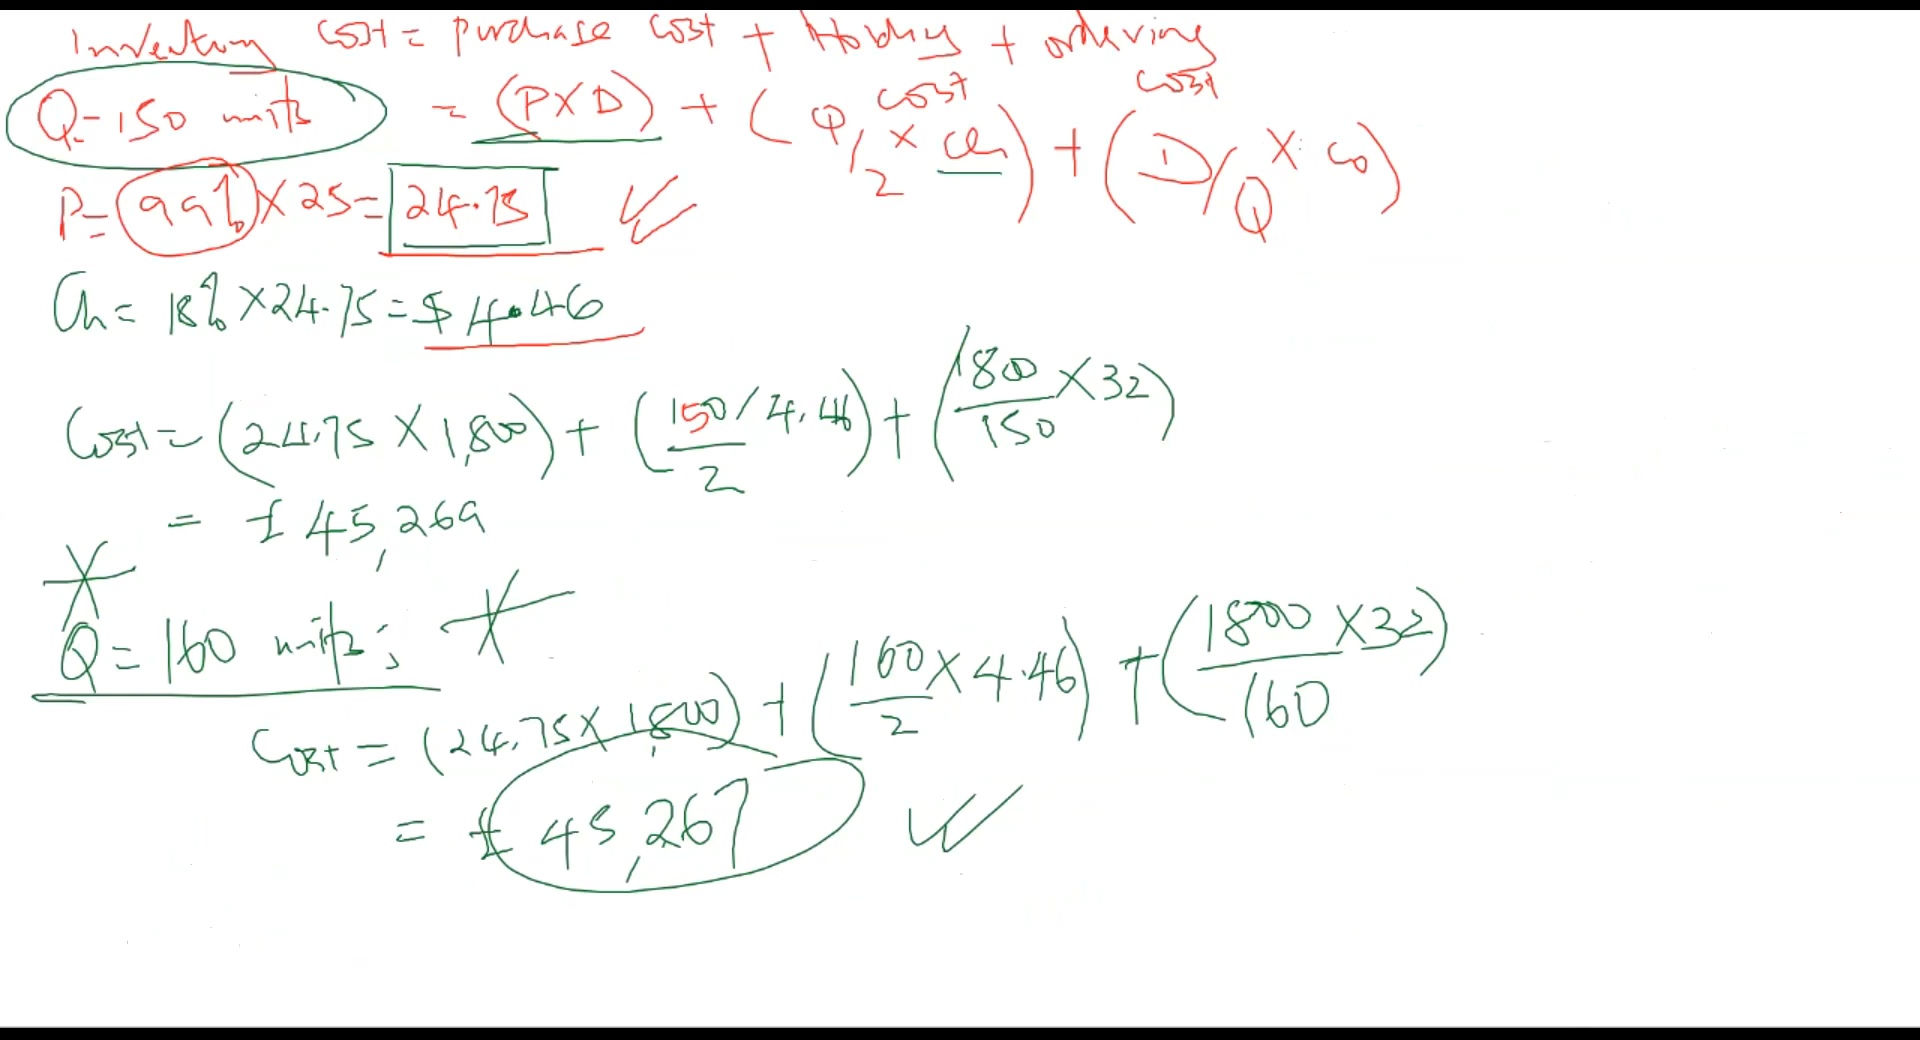 Inventory cost = purchase cost + Holding cost + ordering cost
Q = 150 units = (P X D) + (Q/2 X Ch) + (D/Q X Co)
P = 99% X 25 = 24.75
Ch = 18% X 24.75 = $ 4.46
Cost = (24.75 X 1,800) + (150/2 / 4.46) + (1800/150 X 32)
= £ 45,269
Q = 160 units;
Cost = (24.75 X 1,800) + (160/2 X 4.46) + (1800/160 X 32)
= £ 45,267